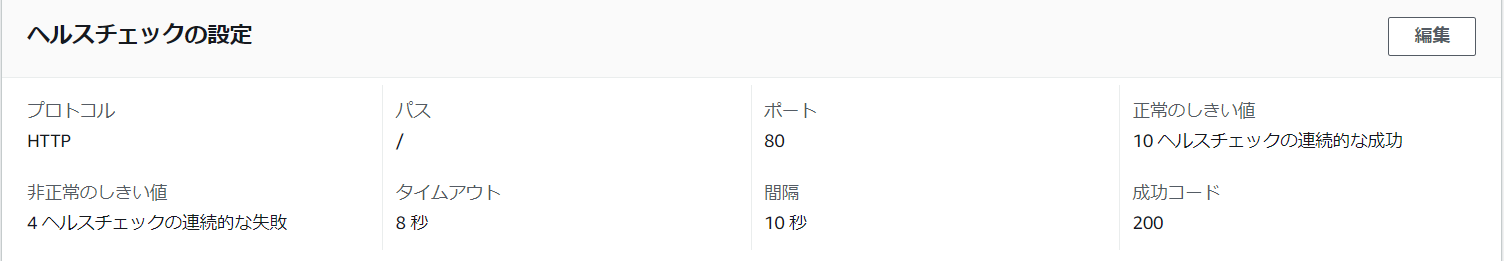 ヘルスチェックの設定
編集
プロトコル
HTTP
パス
/
ポート
80
正常のしきい値
10 ヘルスチェックの連続的な成功
非正常のしきい値
4 ヘルスチェックの連続的な失敗
タイムアウト
8 秒
間隔
10 秒
成功コード
200